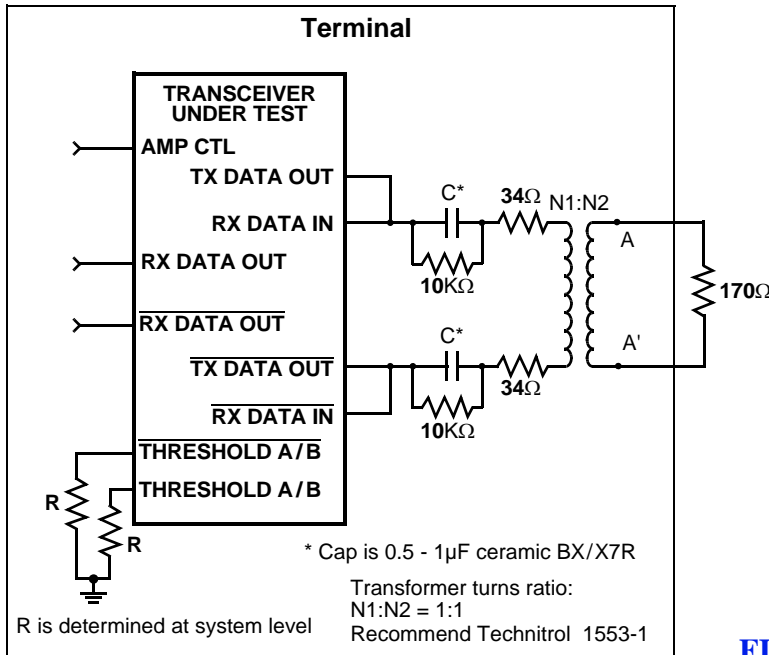 Terminal
TRANSCEIVER
UNDER TEST
AMP CTL
TX DATA OUT
RX DATA IN
RX DATA OUT
RX DATA OUT
TX DATA OUT
RX DATA IN
THRESHOLD A/B
THRESHOLD A/B
C*
34Ω
N1:N2
10KΩ
A
170Ω
A'
C*
34Ω
10KΩ
R
R
* Cap is 0.5 - 1µF ceramic BX/X7R
Transformer turns ratio:
N1:N2 = 1:1
Recommend Technitrol 1553-1
R is determined at system level